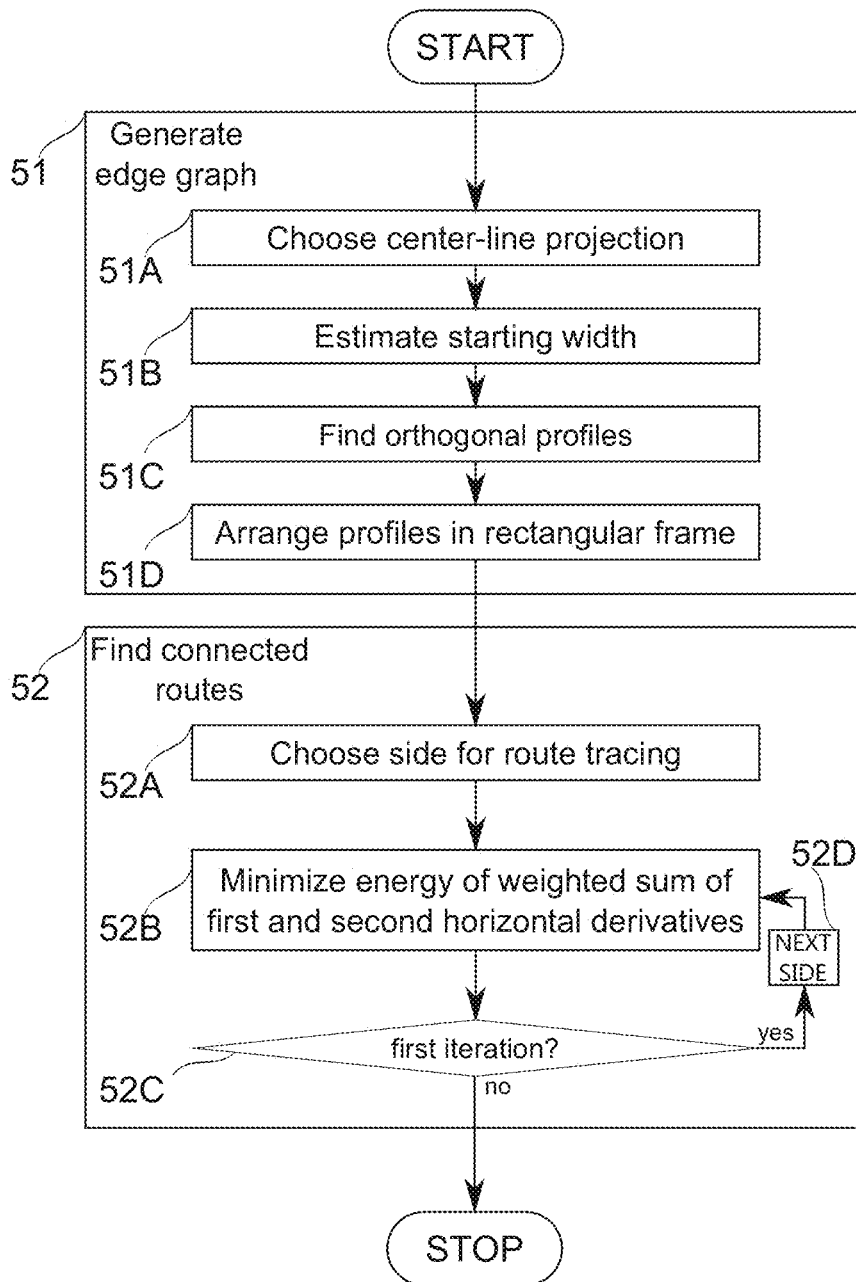 START
51
Generate
edge graph
Choose center-line projection
51A
Estimate starting width
51B
Find orthogonal profiles
51C
Arrange profiles in rectangular frame
51D
52
Find connected
routes
Choose side for route tracing
52A
52D
Minimize energy of weighted sum of
first and second horizontal derivatives
52B
NEXT
SIDE
first iteration?
yes
52C
no
STOP